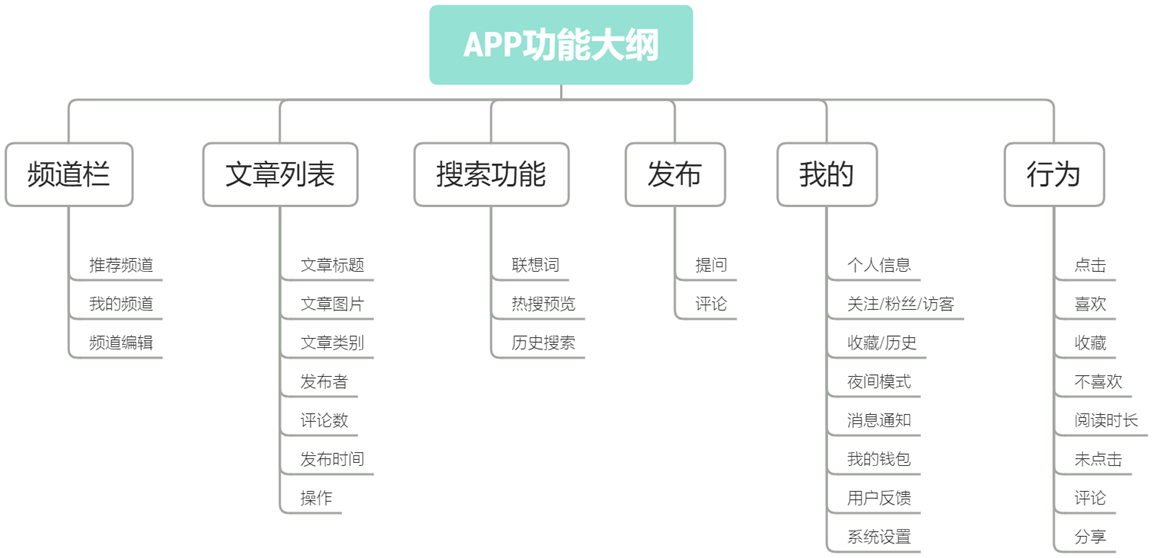 APP功能大纲
频道栏
推荐频道
我的频道
频道编辑
文章列表
文章标题
文章图片
文章类别
发布者
评论数
发布时间
操作
搜索功能
联想词
热搜预览
历史搜索
发布
提问
评论
我的
个人信息
关注/粉丝/访客
收藏/历史
夜间模式
消息通知
我的钱包
用户反馈
系统设置
行为
点击
喜欢
收藏
不喜欢
阅读时长
未点击
评论
分享